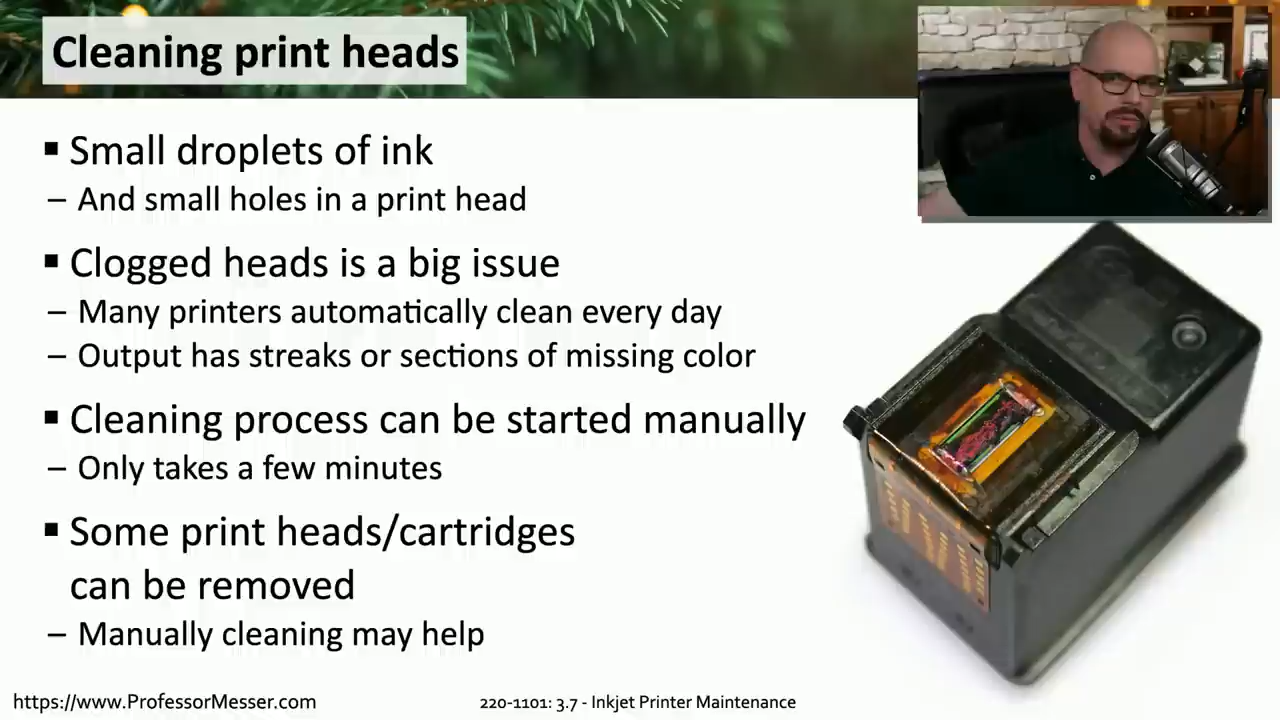 Cleaning print heads
▪ Small droplets of ink
– And small holes in a print head
▪ Clogged heads is a big issue
– Many printers automatically clean every day
– Output has streaks or sections of missing color
▪ Cleaning process can be started manually
– Only takes a few minutes
▪ Some print heads/cartridges
can be removed
– Manually cleaning may help
https://www.ProfessorMesser.com
220-1101: 3.7 - Inkjet Printer Maintenance